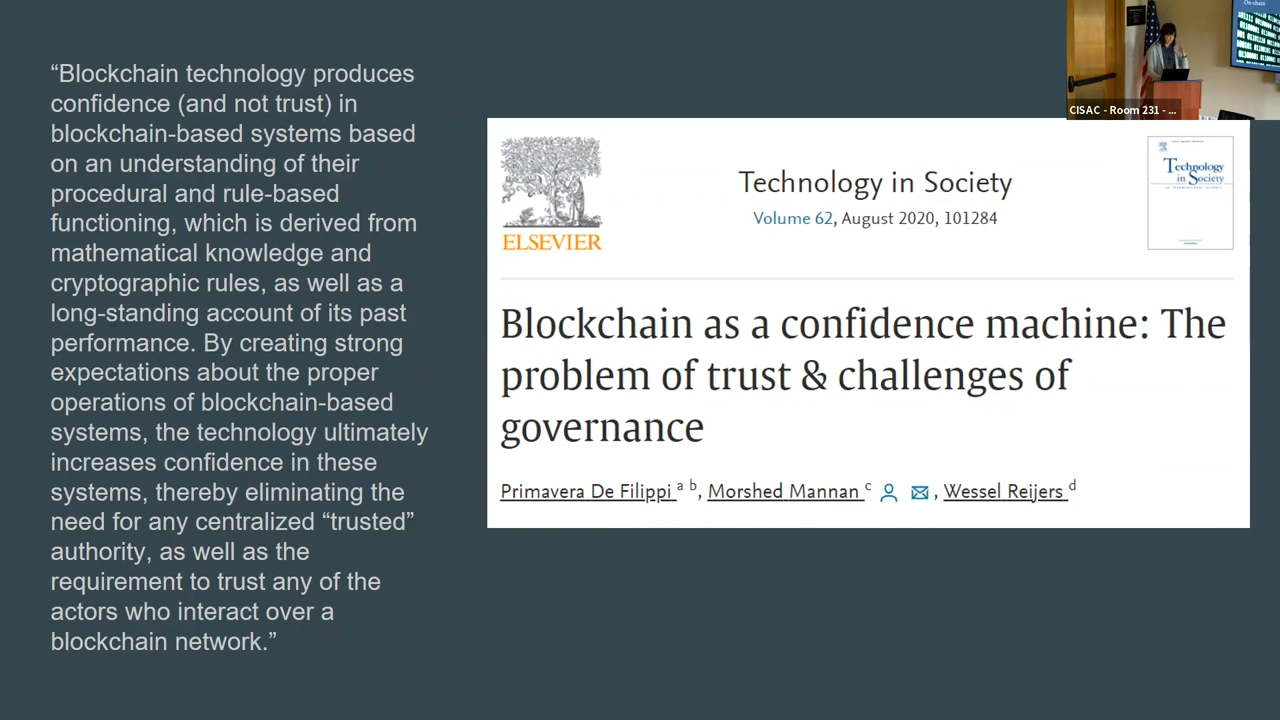 “Blockchain technology produces
confidence (and not trust) in
blockchain-based systems based
on an understanding of their
procedural and rule-based
functioning, which is derived from
mathematical knowledge and
cryptographic rules, as well as a
long-standing account of its past
performance. By creating strong
expectations about the proper
operations of blockchain-based
systems, the technology ultimately
increases confidence in these
systems, thereby eliminating the
need for any centralized “trusted”
authority, as well as the
requirement to trust any of the
actors who interact over a
blockchain network.”
ELSEVIER
Technology in Society
Volume 62, August 2020, 101284
Technology
in Society
Blockchain as a confidence machine: The
problem of trust & challenges of
governance
Primavera De Filippi a b, Morshed Mannan c , Wessel Reijers d
On-chain
CISAC - Room 231 - ...